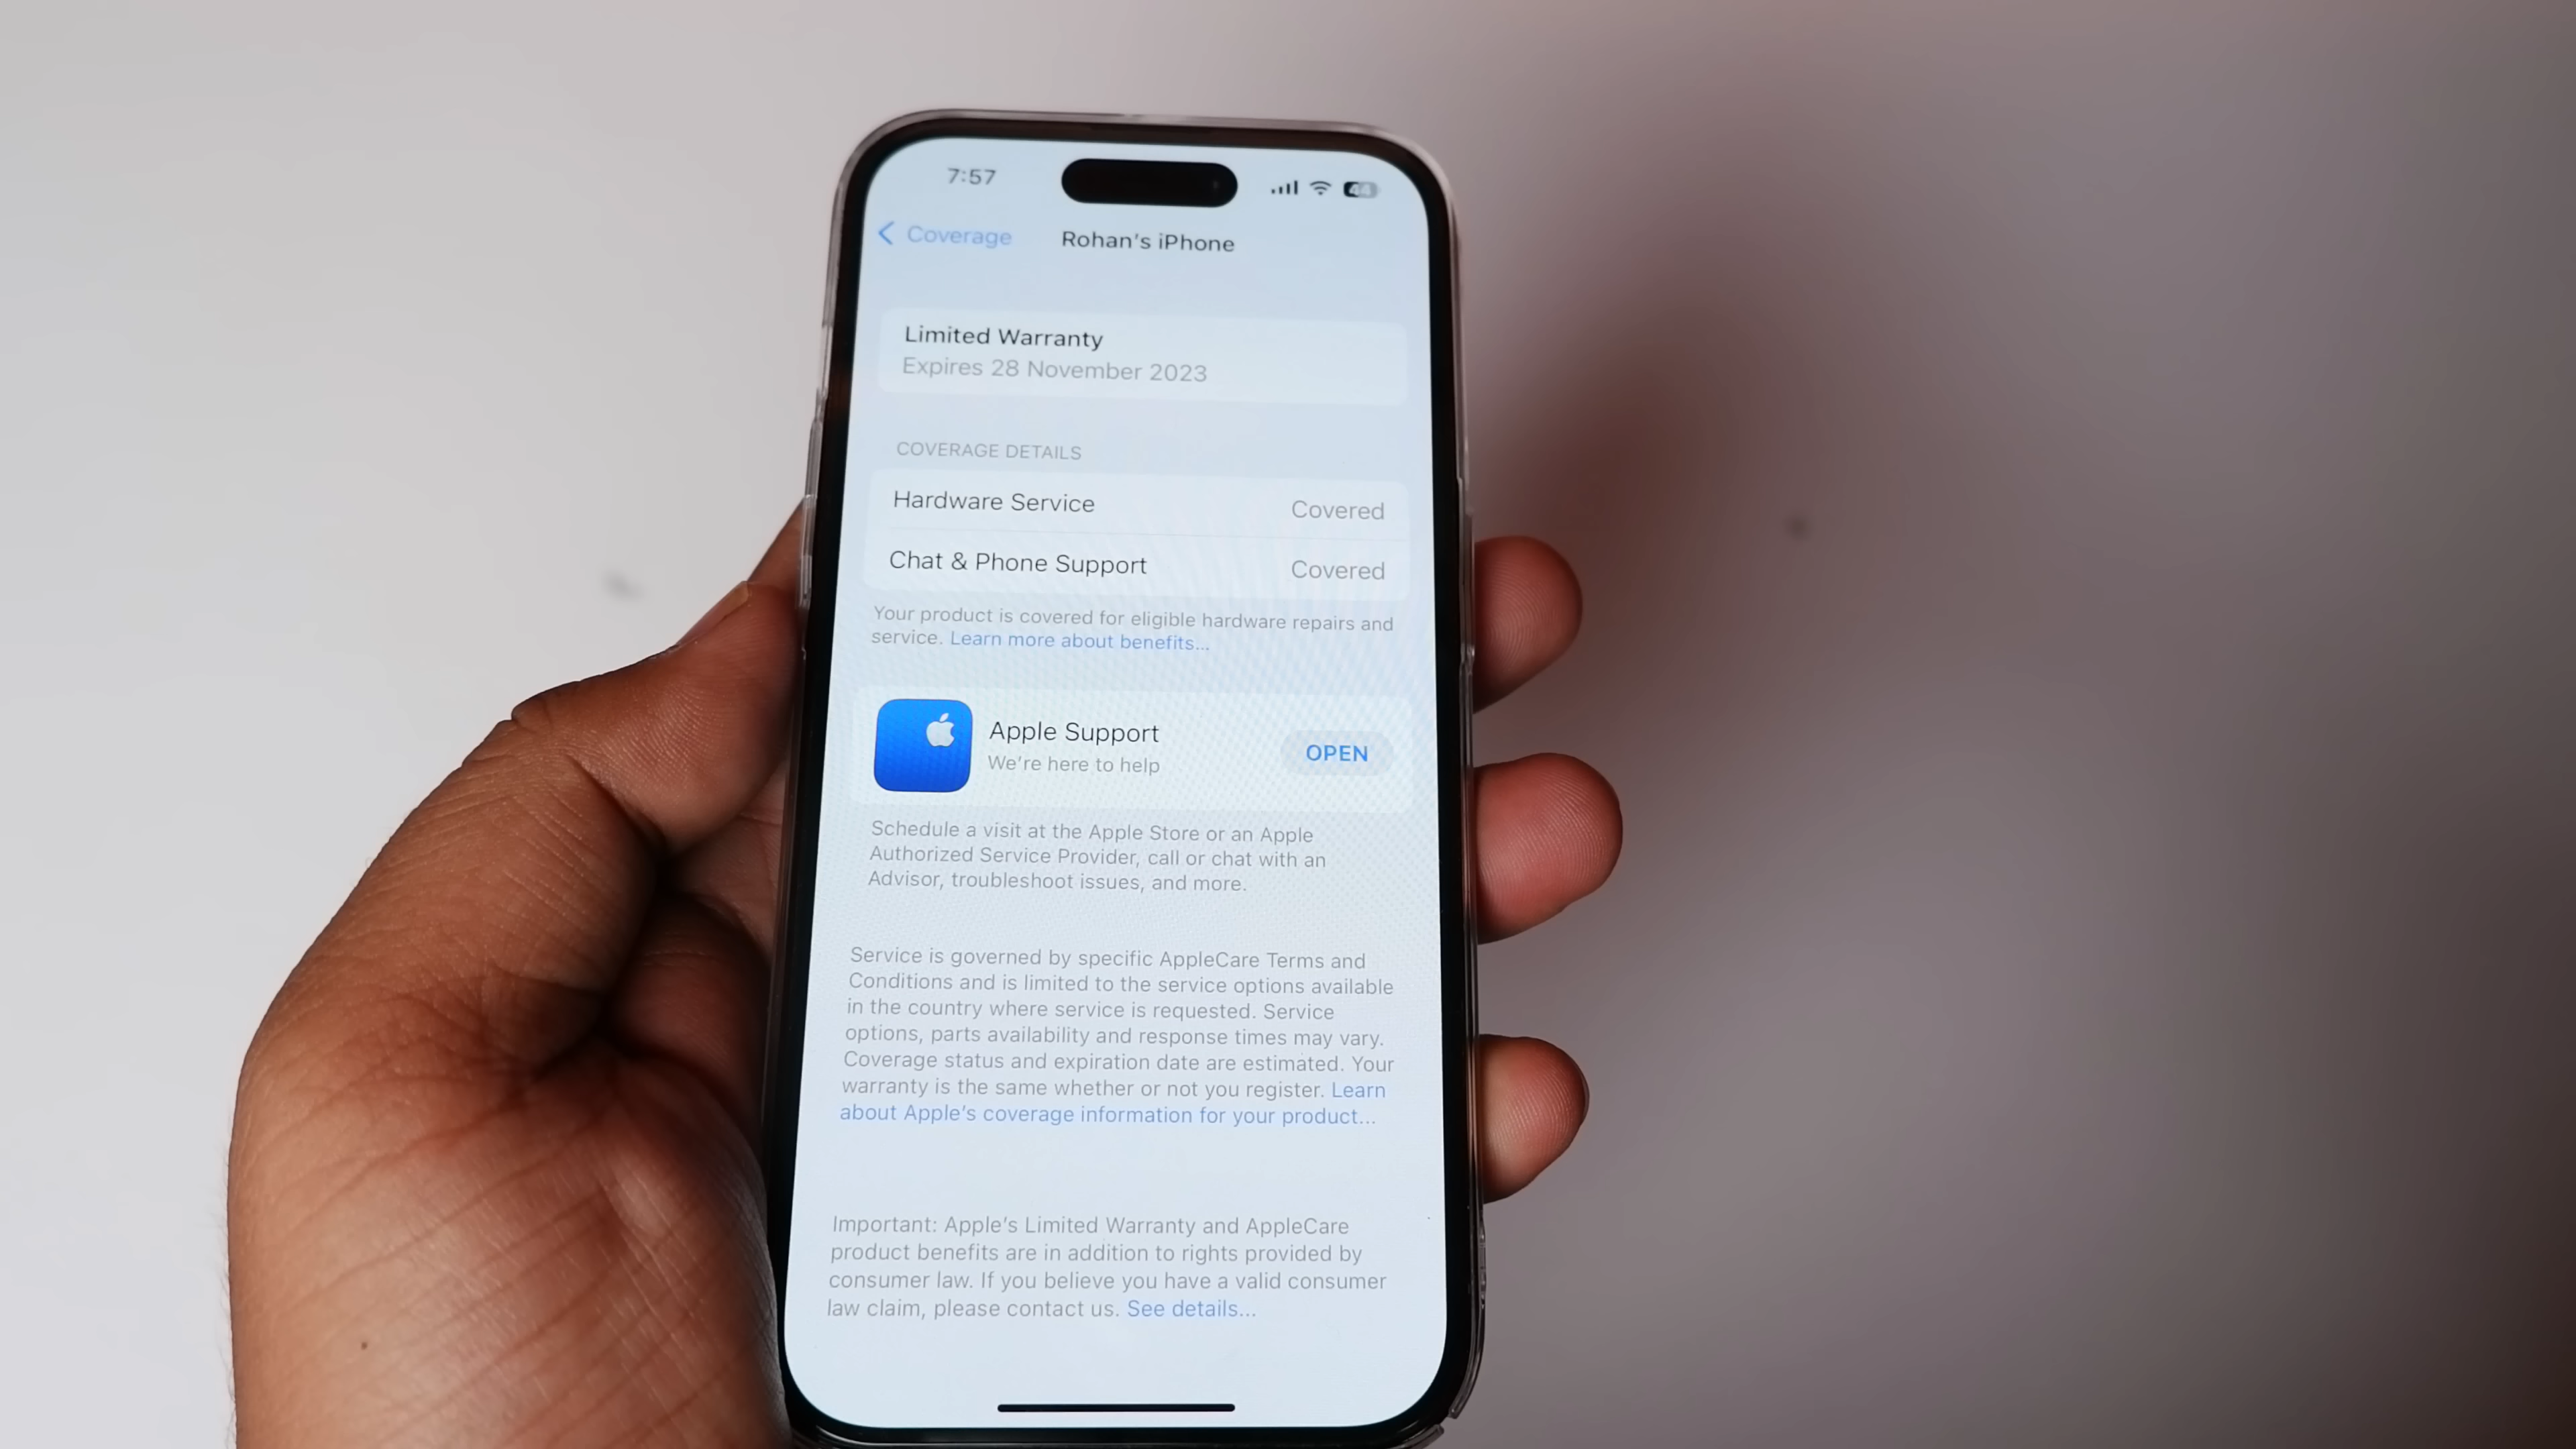 7:57
Coverage
Rohan's iPhone
Limited Warranty
Expires 28 November 2023
COVERAGE DETAILS
Hardware Service Covered
Chat & Phone Support Covered
Your product is covered for eligible hardware repairs and
service. Learn more about benefits...
Apple Support
We're here to help
OPEN
Schedule a visit at the Apple Store or an Apple
Authorized Service Provider, call or chat with an
Advisor, troubleshoot issues, and more.
Service is governed by specific AppleCare Terms and
Conditions and is limited to the service options available
in the country where service is requested. Service
options, parts availability and response times may vary.
Coverage status and expiration date are estimated. Your
warranty is the same whether or not you register. Learn
about Apple's coverage information for your product...
Important: Apple's Limited Warranty and AppleCare
product benefits are in addition to rights provided by
consumer law. If you believe you have a valid consumer
law claim, please contact us. See details...